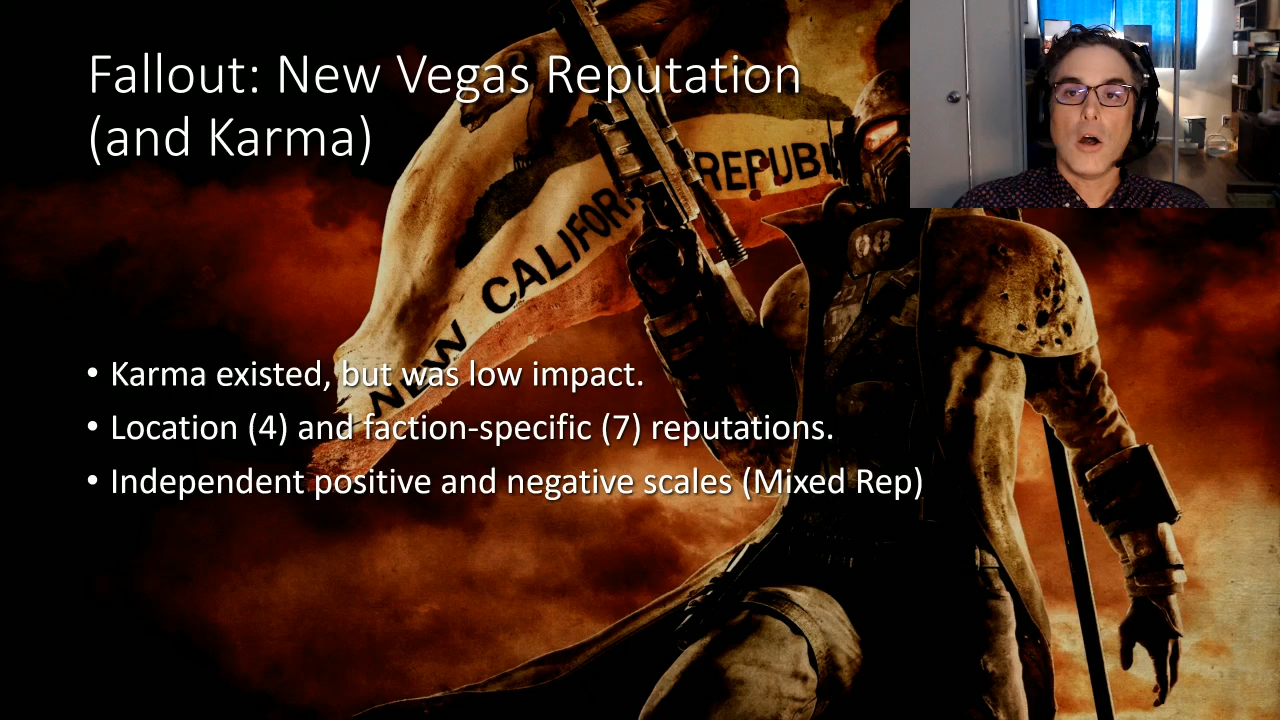 Fallout: New Vegas Reputation
(and Karma)
NEW CALIFOR REPUBL
• Karma existed, but was low impact.
• Location (4) and faction-specific (7) reputations.
• Independent positive and negative scales (Mixed Rep)